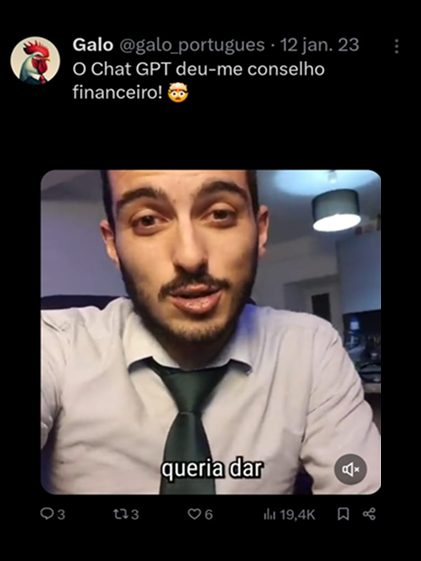 Galo @galo_portugues · 12 jan. 23
O Chat GPT deu-me conselho
financeiro! 🤯
queria dar
3 3 6 19,4K